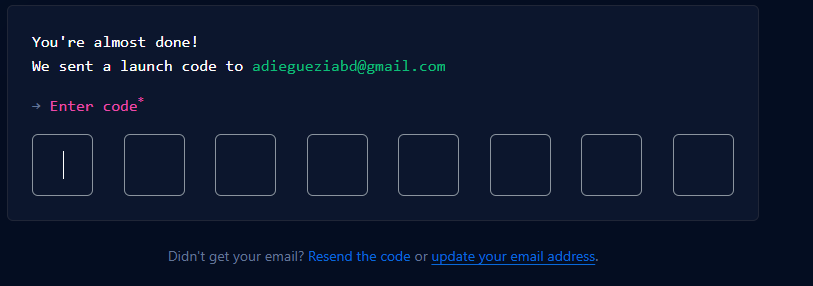 You're almost done!
We sent a launch code to adiegueziabd@gmail.com
→ Enter code*
Didn't get your email? Resend the code or update your email address.